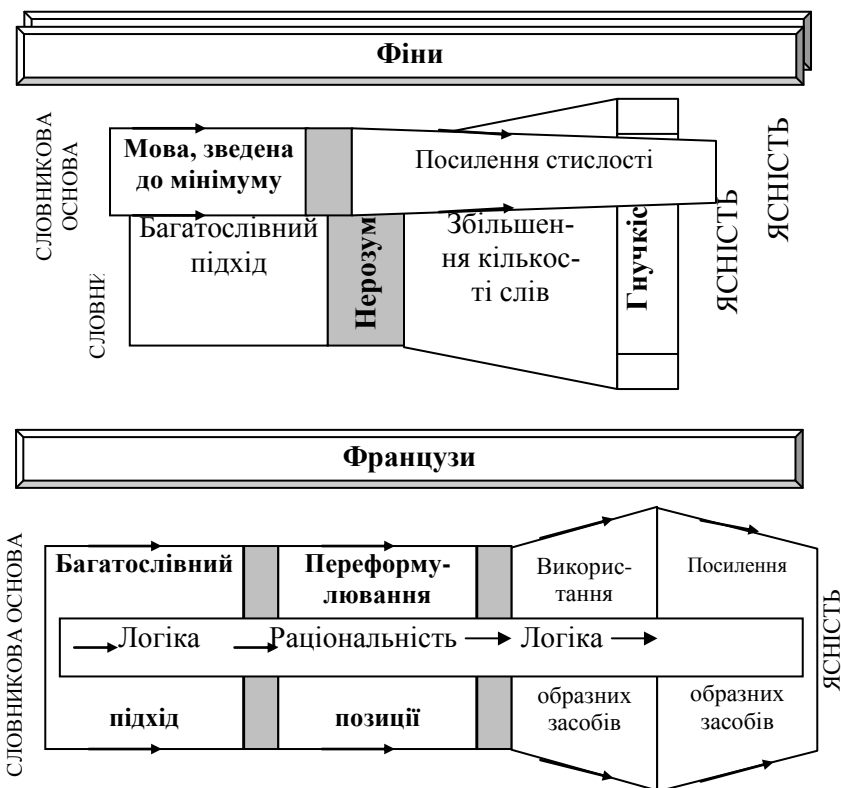 Фіни
СЛОВНИКОВА
ОСНОВА
Мова, зведена
до мінімуму
Посилення стислості
ЯСНІСТЬ
ЯСНІСТЬ
СЛОВНИ
Багатослівний
підхід
Нерозум
Збільшен-
ня кількос-
ті слів
Гнучкіс
Французи
СЛОВНИКОВА ОСНОВА
Багатослівний
підхід
Переформу-
лювання
позиції
Викорис-
тання
образних
засобів
Посилення
образних
засобів
Логіка
Раціональність
Логіка
ЯСНІСТЬ